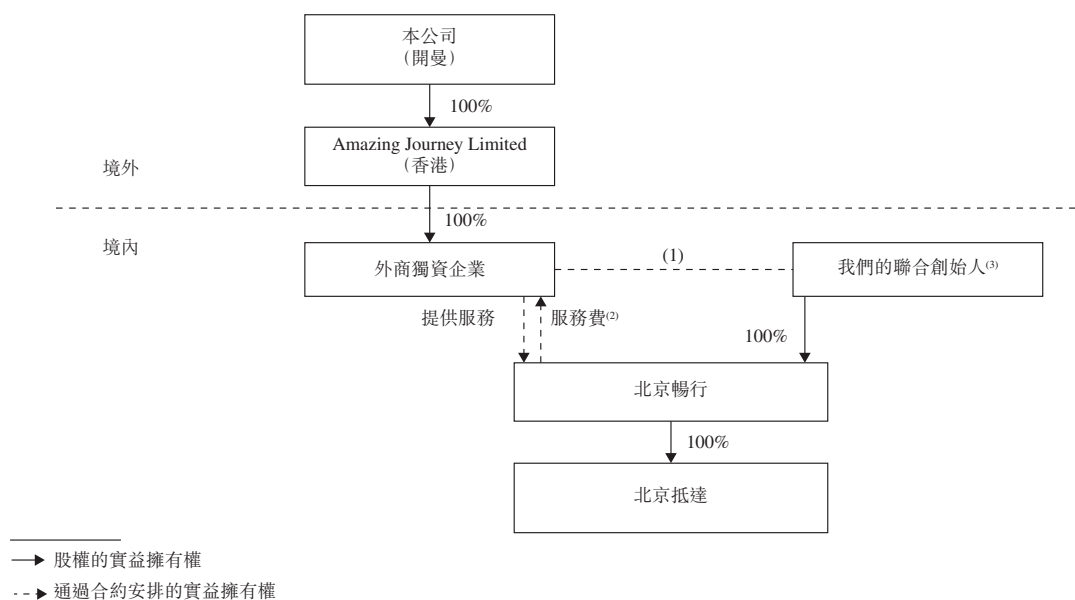 本公司
（開曼）
100%
Amazing Journey Limited
（香港）
境外
100%
境內
外商獨資企業
(1)
我們的聯合創始人(3)
提供服務
服務費(2)
100%
北京暢行
100%
北京抵達
股權的實益擁有權
通過合約安排的實益擁有權